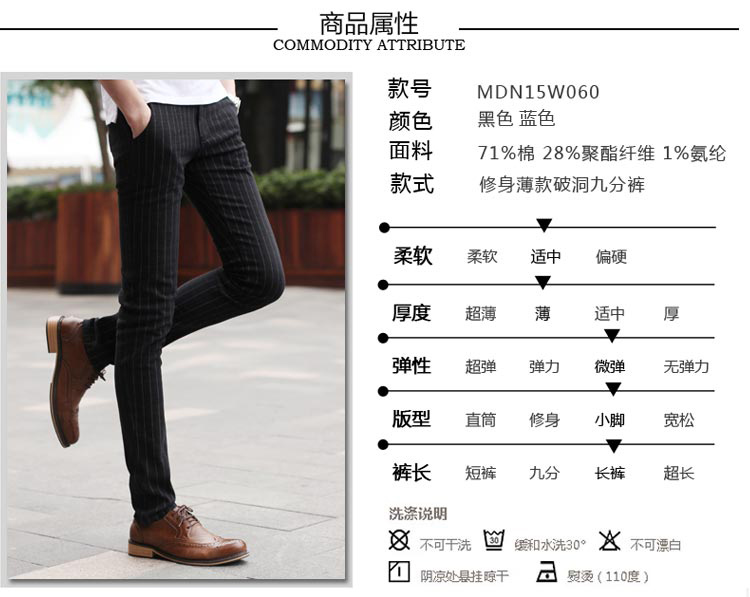 商品属性
COMMODITY ATTRIBUTE
款号 MDN15W060
颜色 黑色 蓝色
面料 71%棉 28%聚酯纤维 1%氨纶
款式 修身薄款破洞九分裤
柔软 柔软 适中 偏硬
厚度 超薄 薄 适中 厚
弹性 超弹 弹力 微弹 无弹力
版型 直筒 修身 小脚 宽松
裤长 短裤 九分 长裤 超长
洗涤说明
不可干洗 30 缓和水洗30° 不可漂白
阴凉处悬挂晾干 熨烫（110度）